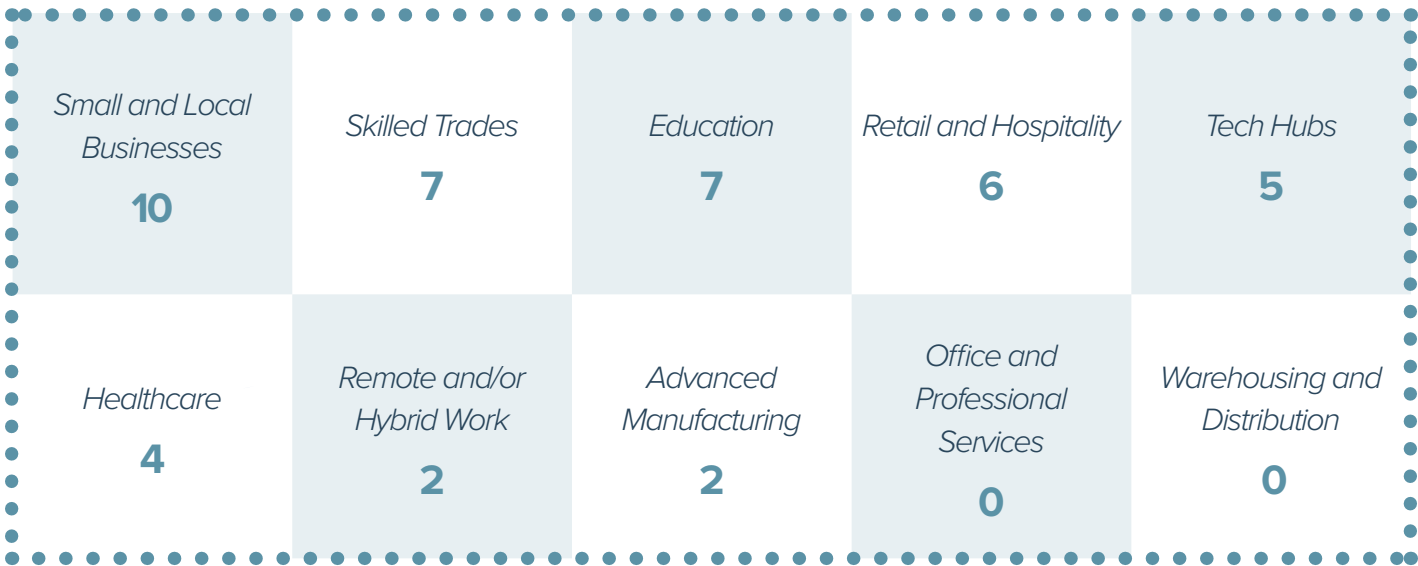 Small and Local
Businesses
10
Skilled Trades
7
Education
7
Retail and Hospitality
6
Tech Hubs
5
Healthcare
4
Remote and/or
Hybrid Work
2
Advanced
Manufacturing
2
Office and
Professional
Services
0
Warehousing and
Distribution
0